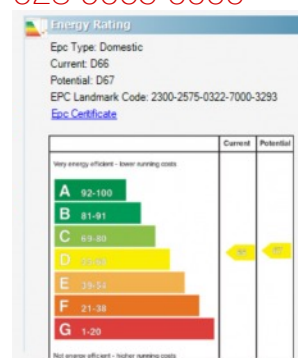 Energy Rating
Epc Type: Domestic
Current: D66
Potential: D67
EPC Landmark Code: 2300-2575-0322-7000-3293
Epc Certificate
Current Potential
Very energy efficient - lower running costs
A 92-100
B 81-91
C 69-80
D
E 39-54
F 21-38
G 1-20
Not energy efficient - higher running costs